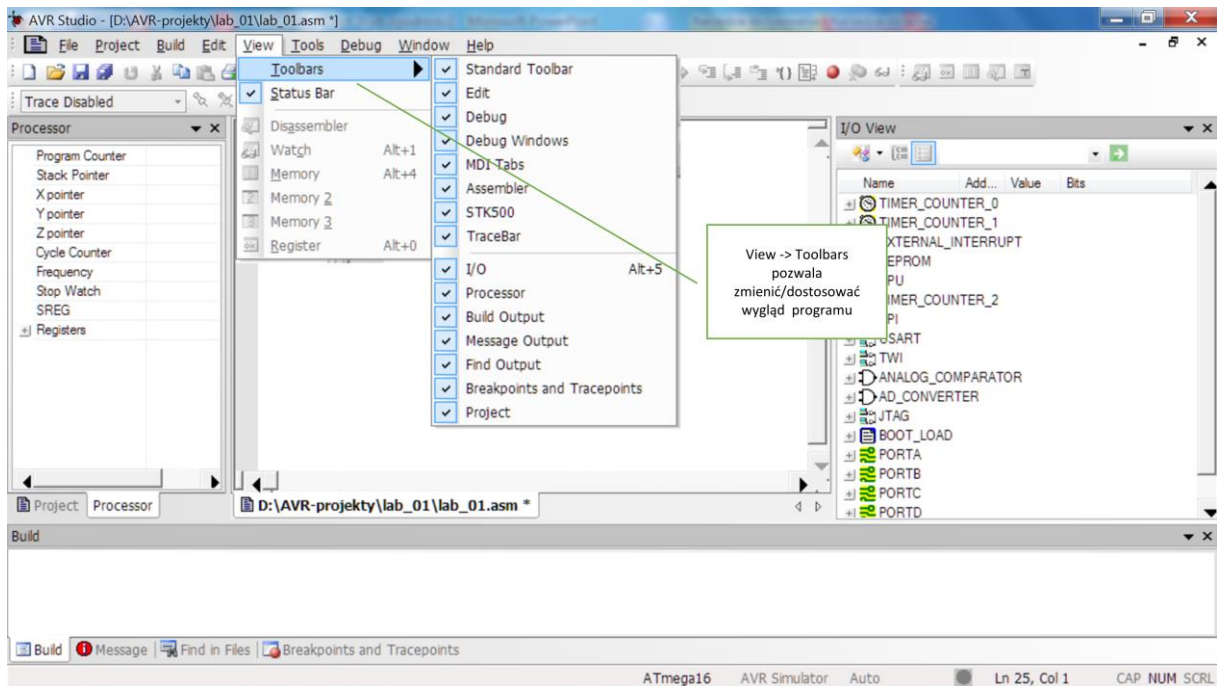 AVR Studio - [D:\AVR-projekty\lab_01\lab_01.asm *]
File Project Build Edit View Tools Debug Window Help
Trace Disabled
Toolbars
Status Bar
Disassembler
Watch Alt+1
Memory Alt+4
Memory 2
Memory 3
Register Alt+0
Standard Toolbar
Edit
Debug
Debug Windows
MDI Tabs
Assembler
STK500
TraceBar
I/O Alt+5
Processor
Build Output
Message Output
Find Output
Breakpoints and Tracepoints
Project
View -> Toolbars
pozwala
zmienić/dostosować
wygląd programu
Processor
Program Counter
Stack Pointer
X pointer
Y pointer
Z pointer
Cycle Counter
Frequency
Stop Watch
SREG
Registers
Project Processor
D:\AVR-projekty\lab_01\lab_01.asm *
I/O View
Name Add... Value Bits
TIMER_COUNTER_0
TIMER_COUNTER_1
XTERNAL_INTERRUPT
EPROM
PU
IMER_COUNTER_2
PI
USART
TWI
ANALOG_COMPARATOR
AD_CONVERTER
JTAG
BOOT_LOAD
PORTA
PORTB
PORTC
PORTD
Build
Build Message Find in Files Breakpoints and Tracepoints
ATmega16 AVR Simulator Auto Ln 25, Col 1 CAP NUM SCRL